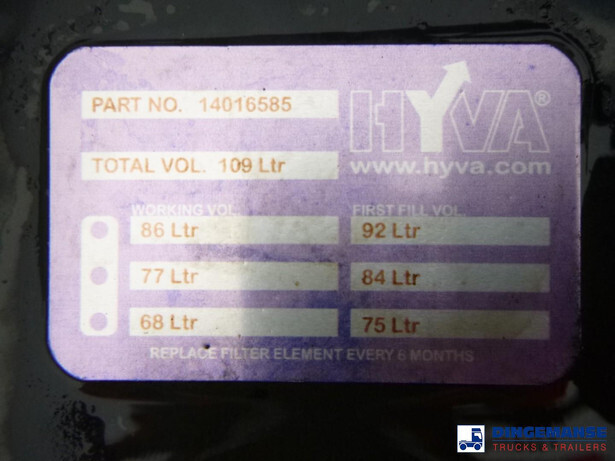 PART NO. 14016585
HYVA®
www.hyva.com
TOTAL VOL. 109 Ltr
WORKING VOL. FIRST FILL VOL.
86 Ltr 92 Ltr
77 Ltr 84 Ltr
68 Ltr 75 Ltr
REPLACE FILTER ELEMENT EVERY 6 MONTHS
BINGEMANSE
TRUCKS & TRAILERS